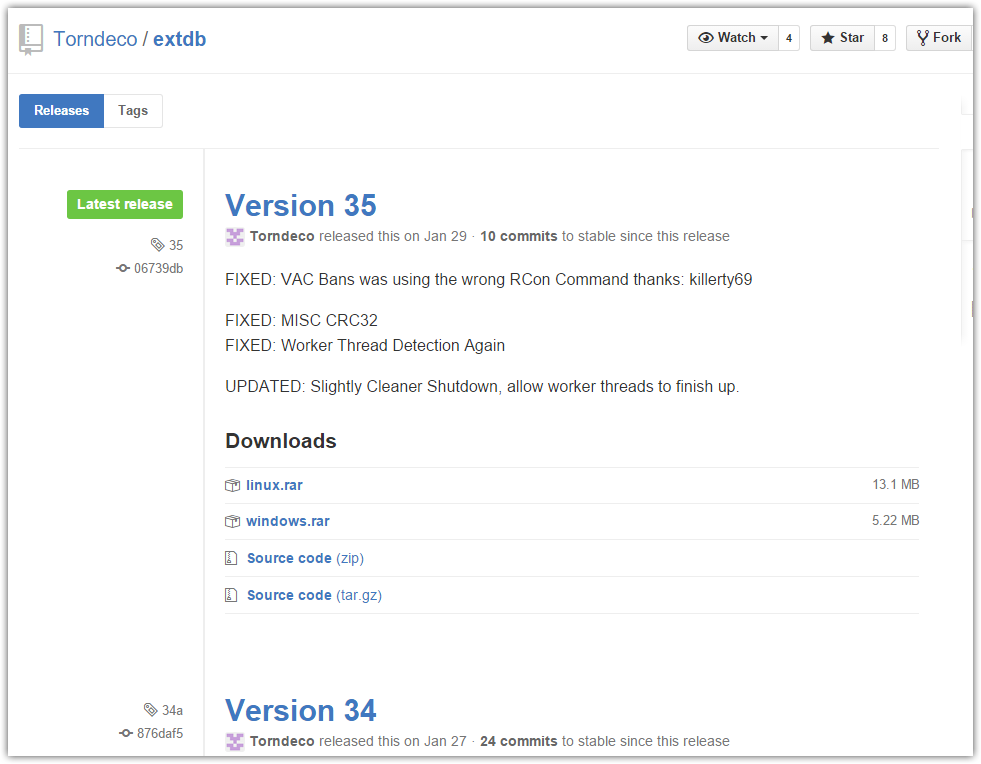 Torndeco / extdb
Watch 4 Star 8 Fork
Releases Tags
Latest release
35
06739db
Version 35
Torndeco released this on Jan 29 · 10 commits to stable since this release
FIXED: VAC Bans was using the wrong RCon Command thanks: killerty69
FIXED: MISC CRC32
FIXED: Worker Thread Detection Again
UPDATED: Slightly Cleaner Shutdown, allow worker threads to finish up.
Downloads
linux.rar 13.1 MB
windows.rar 5.22 MB
Source code (zip)
Source code (tar.gz)
34a
876daf5
Version 34
Torndeco released this on Jan 27 · 24 commits to stable since this release